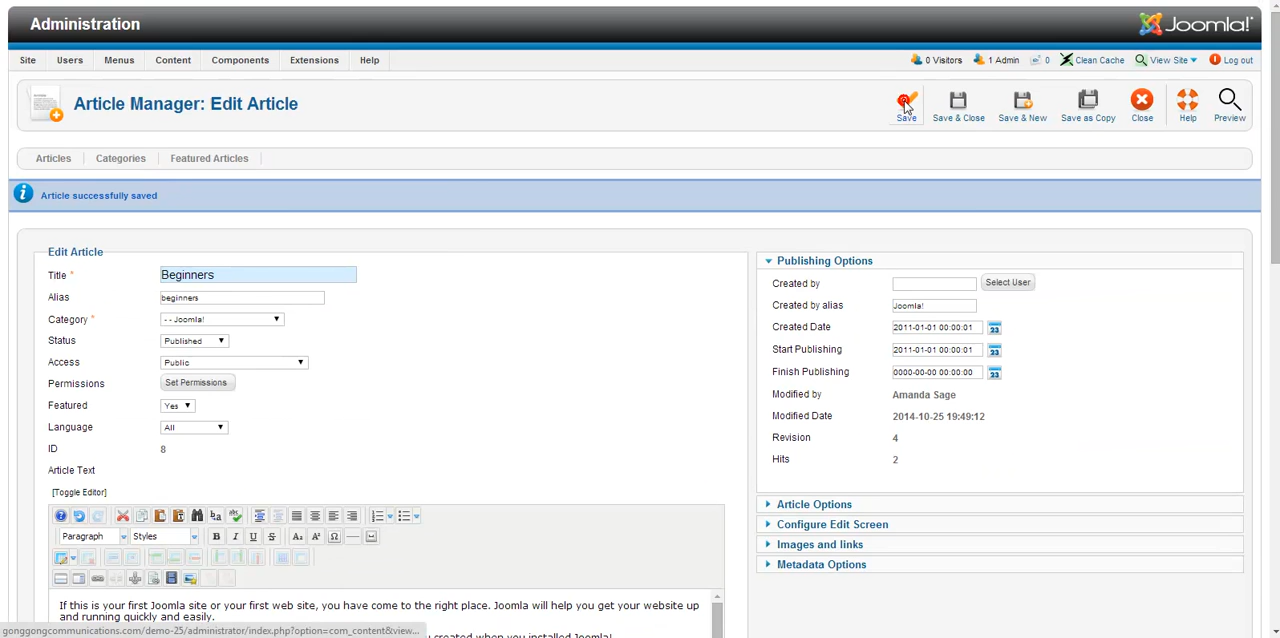 Administration
Joomla!
Site Users Menus Content Components Extensions Help
0 Visitors 1 Admin 0 Clean Cache View Site Log out
Article Manager: Edit Article
Save Save & Close Save & New Save as Copy Close Help Preview
Articles Categories Featured Articles
Article successfully saved
Edit Article
Title * Beginners
Alias beginners
Category * - - Joomla!
Status Published
Access Public
Permissions Set Permissions
Featured Yes
Language All
ID 8
Article Text
[Toggle Editor]
Paragraph Styles
If this is your first Joomla site or your first web site, you have come to the right place. Joomla will help you get your website up
and running quickly and easily.
created when you installed Joomla!
Publishing Options
Created by Select User
Created by alias Joomla!
Created Date 2011-01-01 00:00:01 23
Start Publishing 2011-01-01 00:00:01 23
Finish Publishing 0000-00-00 00:00:00 23
Modified by Amanda Sage
Modified Date 2014-10-25 19:49:12
Revision 4
Hits 2
Article Options
Configure Edit Screen
Images and links
Metadata Options
gonggongcommunications.com/demo-25/administrator/index.php?option=com_content&view...